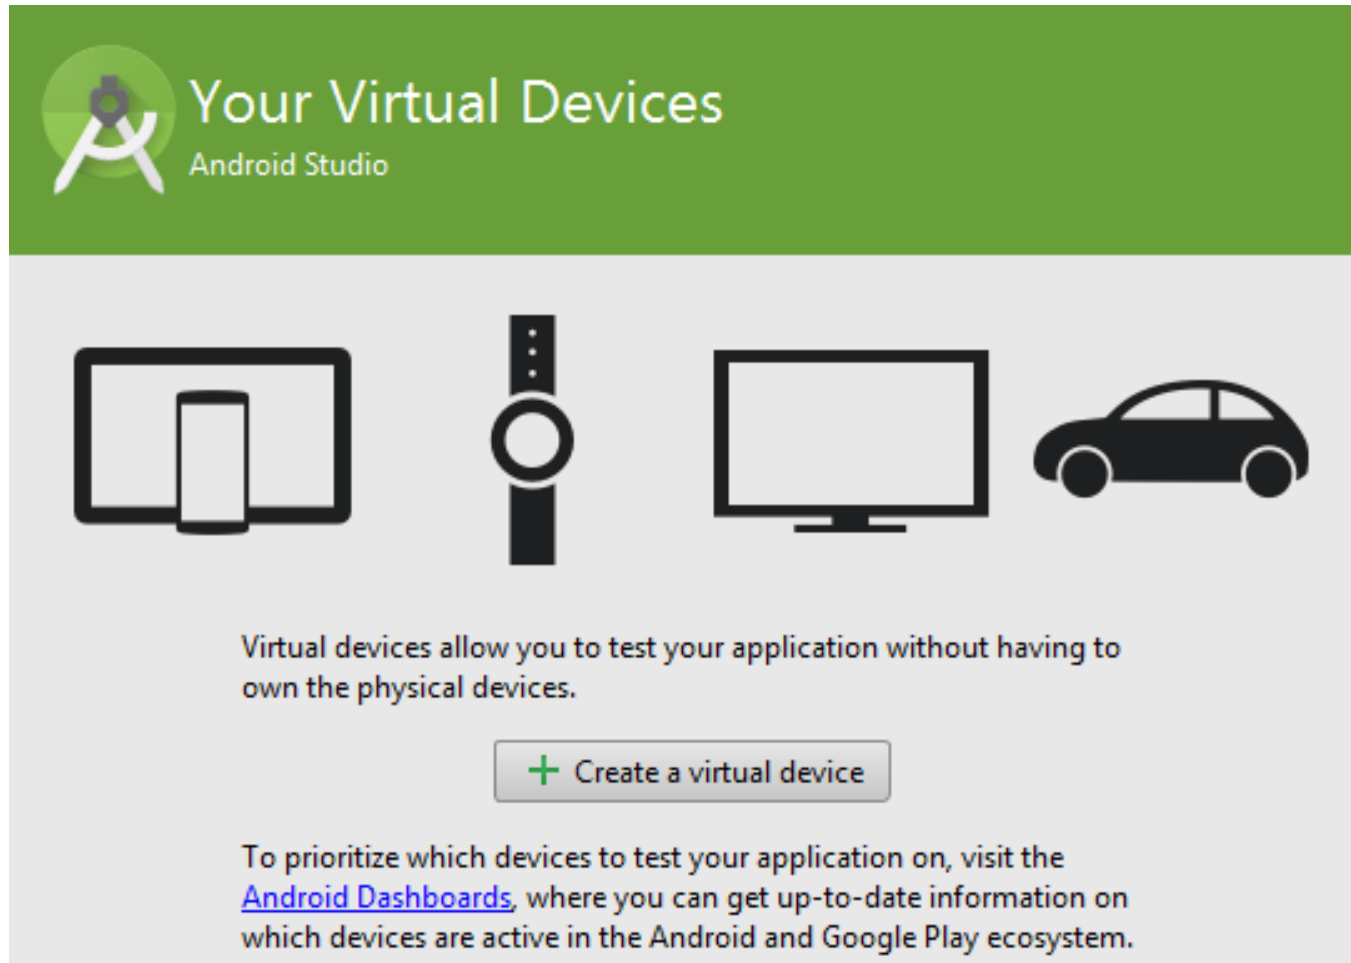 Your Virtual Devices
Android Studio
Virtual devices allow you to test your application without having to
own the physical devices.
Create a virtual device
To prioritize which devices to test your application on, visit the
Android Dashboards, where you can get up-to-date information on
which devices are active in the Android and Google Play ecosystem.